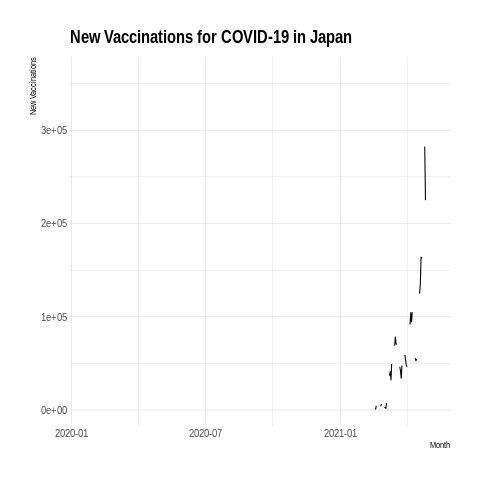 New Vaccinations for COVID-19 in Japan
New Vaccinations
3e+05
2e+05
1e+05
0e+00
2020-01
2020-07
2021-01
Month